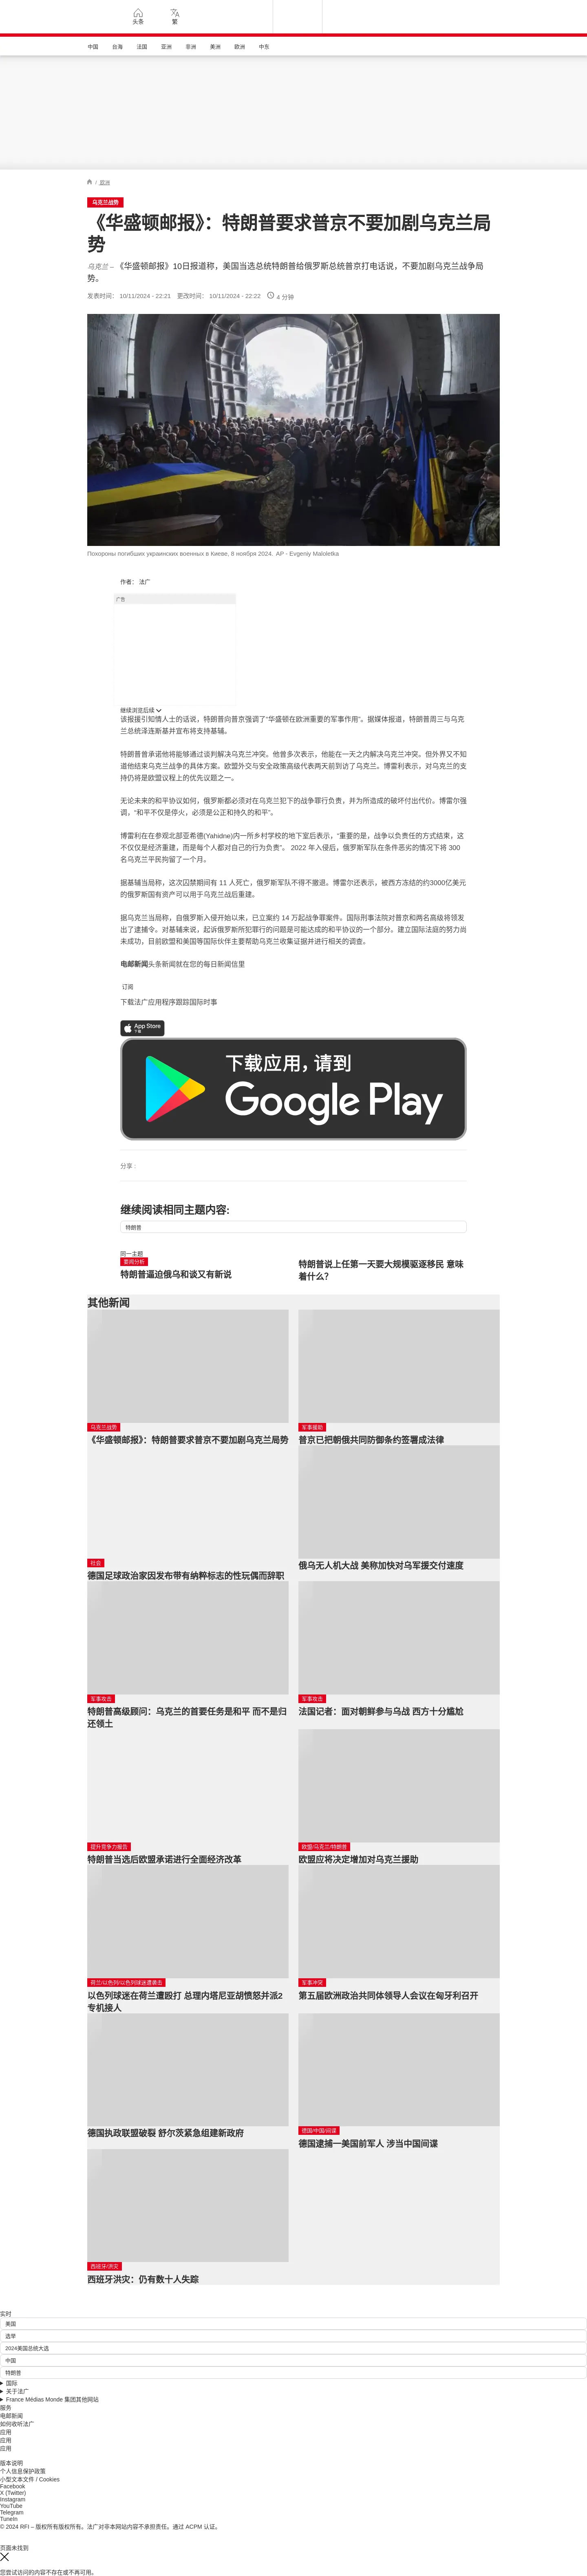 头条
繁
中国
台海
法国
亚洲
非洲
美洲
欧洲
中东
/ 欧洲
乌克兰战势
《华盛顿邮报》：特朗普要求普京不要加剧乌克兰局
势
乌克兰 – 《华盛顿邮报》10日报道称，美国当选总统特朗普给俄罗斯总统普京打电话说，不要加剧乌克兰战争局
势。
发表时间： 10/11/2024 - 22:21 更改时间： 10/11/2024 - 22:22 4 分钟
Похороны погибших украинских военных в Киеве, 8 ноября 2024. AP - Evgeniy Maloletka
作者： 法广
广告
继续浏览后续
该报援引知情人士的话说，特朗普向普京强调了“华盛顿在欧洲重要的军事作用”。据媒体报道，特朗普周三与乌克
兰总统泽连斯基并宣布将支持基辅。
特朗普曾承诺他将能够通过谈判解决乌克兰冲突。他曾多次表示，他能在一天之内解决乌克兰冲突。但外界又不知
道他结束乌克兰战争的具体方案。欧盟外交与安全政策高级代表两天前到访了乌克兰。博雷利表示，对乌克兰的支
持仍将是欧盟议程上的优先议题之一。
无论未来的和平协议如何，俄罗斯都必须对在乌克兰犯下的战争罪行负责，并为所造成的破坏付出代价。博雷尔强
调，“和平不仅是停火，必须是公正和持久的和平”。
博雷利在在参观北部亚希德(Yahidne)内一所乡村学校的地下室后表示，“重要的是，战争以负责任的方式结束，这
不仅仅是经济重建，而是每个人都对自己的行为负责”。 2022 年入侵后，俄罗斯军队在条件恶劣的情况下将 300
名乌克兰平民拘留了一个月。
据基辅当局称，这次囚禁期间有 11 人死亡，俄罗斯军队不得不撤退。博雷尔还表示，被西方冻结的约3000亿美元
的俄罗斯国有资产可以用于乌克兰战后重建。
据乌克兰当局称，自俄罗斯入侵开始以来，已立案约 14 万起战争罪案件。国际刑事法院对普京和两名高级将领发
出了逮捕令。对基辅来说，起诉俄罗斯所犯罪行的问题是可能达成的和平协议的一个部分。建立国际法庭的努力尚
未成功，目前欧盟和美国等国际伙伴主要帮助乌克兰收集证据并进行相关的调查。
电邮新闻头条新闻就在您的每日新闻信里
订阅
下载法广应用程序跟踪国际时事
App Store
下载
下载应用，请到
Google Play
分享 :
继续阅读相同主题内容:
特朗普
同一主题
要闻分析
特朗普逼迫俄乌和谈又有新说
特朗普说上任第一天要大规模驱逐移民 意味
着什么？
其他新闻
乌克兰战势
《华盛顿邮报》：特朗普要求普京不要加剧乌克兰局势
军事援助
普京已把朝俄共同防御条约签署成法律
社会
德国足球政治家因发布带有纳粹标志的性玩偶而辞职
俄乌无人机大战 美称加快对乌军援交付速度
军事攻击
特朗普高级顾问：乌克兰的首要任务是和平 而不是归
还领土
军事攻击
法国记者：面对朝鲜参与乌战 西方十分尴尬
提升竞争力报告
特朗普当选后欧盟承诺进行全面经济改革
欧盟/乌克兰/特朗普
欧盟应将决定增加对乌克兰援助
荷兰/以色列/以色列球迷遭袭击
以色列球迷在荷兰遭殴打 总理内塔尼亚胡愤怒并派2
专机接人
军事冲突
第五届欧洲政治共同体领导人会议在匈牙利召开
德国执政联盟破裂 舒尔茨紧急组建新政府
德国/中国/间谍
德国逮捕一美国前军人 涉当中国间谍
西班牙/洪灾
西班牙洪灾：仍有数十人失踪
实时
美国
选举
2024美国总统大选
中国
特朗普
国际
关于法广
France Médias Monde 集团其他网站
服务
电邮新闻
如何收听法广
应用
应用
应用
版本说明
个人信息保护政策
小型文本文件 / Cookies
Facebook
X (Twitter)
Instagram
YouTube
Telegram
TuneIn
© 2024 RFI – 版权所有版权所有。法广对非本网站内容不承担责任。通过 ACPM 认证。
页面未找到
您尝试访问的内容不存在或不再可用。